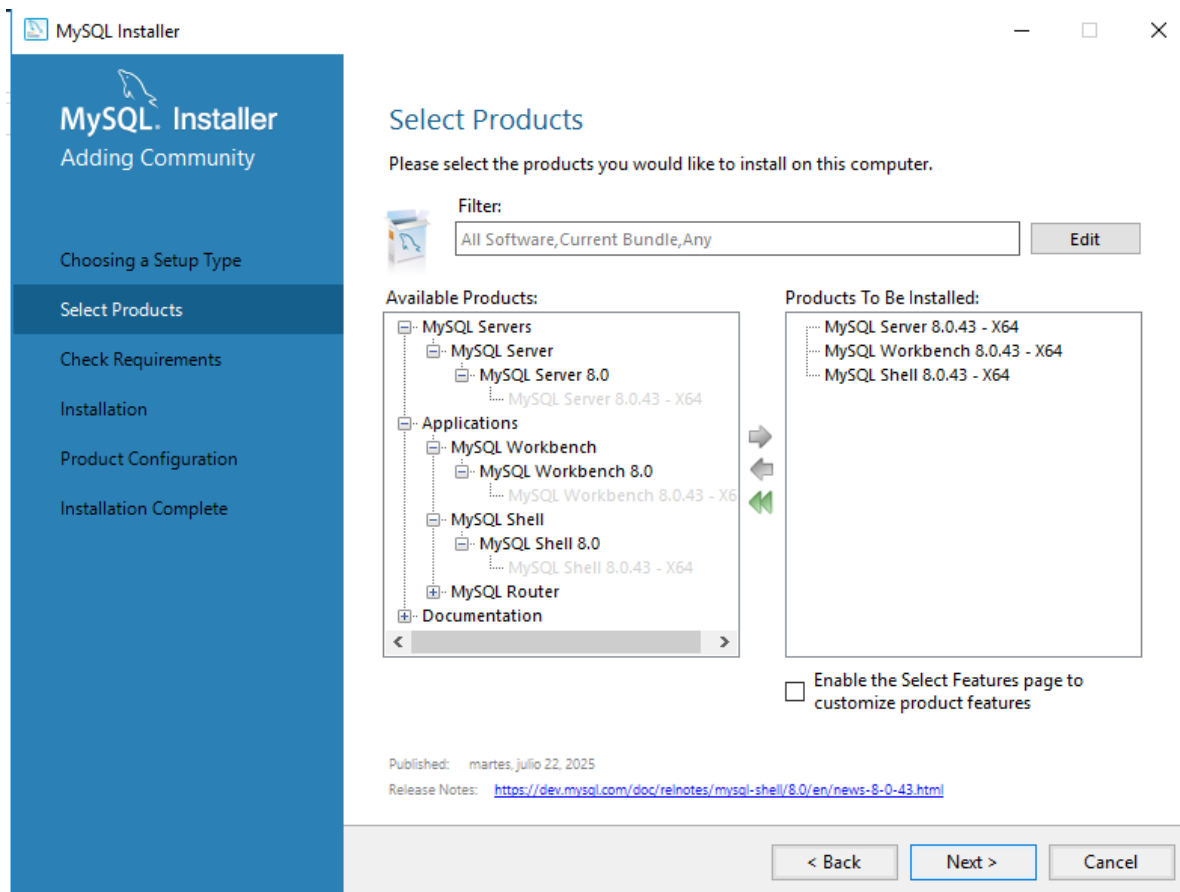 MySQL Installer
MySQL. Installer
Adding Community
Choosing a Setup Type
Select Products
Check Requirements
Installation
Product Configuration
Installation Complete
Select Products
Please select the products you would like to install on this computer.
Filter:
All Software,Current Bundle,Any
Edit
Available Products:
MySQL Servers
MySQL Server
MySQL Server 8.0
MySQL Server 8.0.43 - X64
Applications
MySQL Workbench
MySQL Workbench 8.0
MySQL Workbench 8.0.43 - X6
MySQL Shell
MySQL Shell 8.0
MySQL Shell 8.0.43 - X64
MySQL Router
Documentation
Products To Be Installed:
MySQL Server 8.0.43 - X64
MySQL Workbench 8.0.43 - X64
MySQL Shell 8.0.43 - X64
Enable the Select Features page to
customize product features
Published: martes, julio 22, 2025
Release Notes: https://dev.mysql.com/doc/relnotes/mysql-shell/8.0/en/news-8-0-43.html
< Back
Next >
Cancel